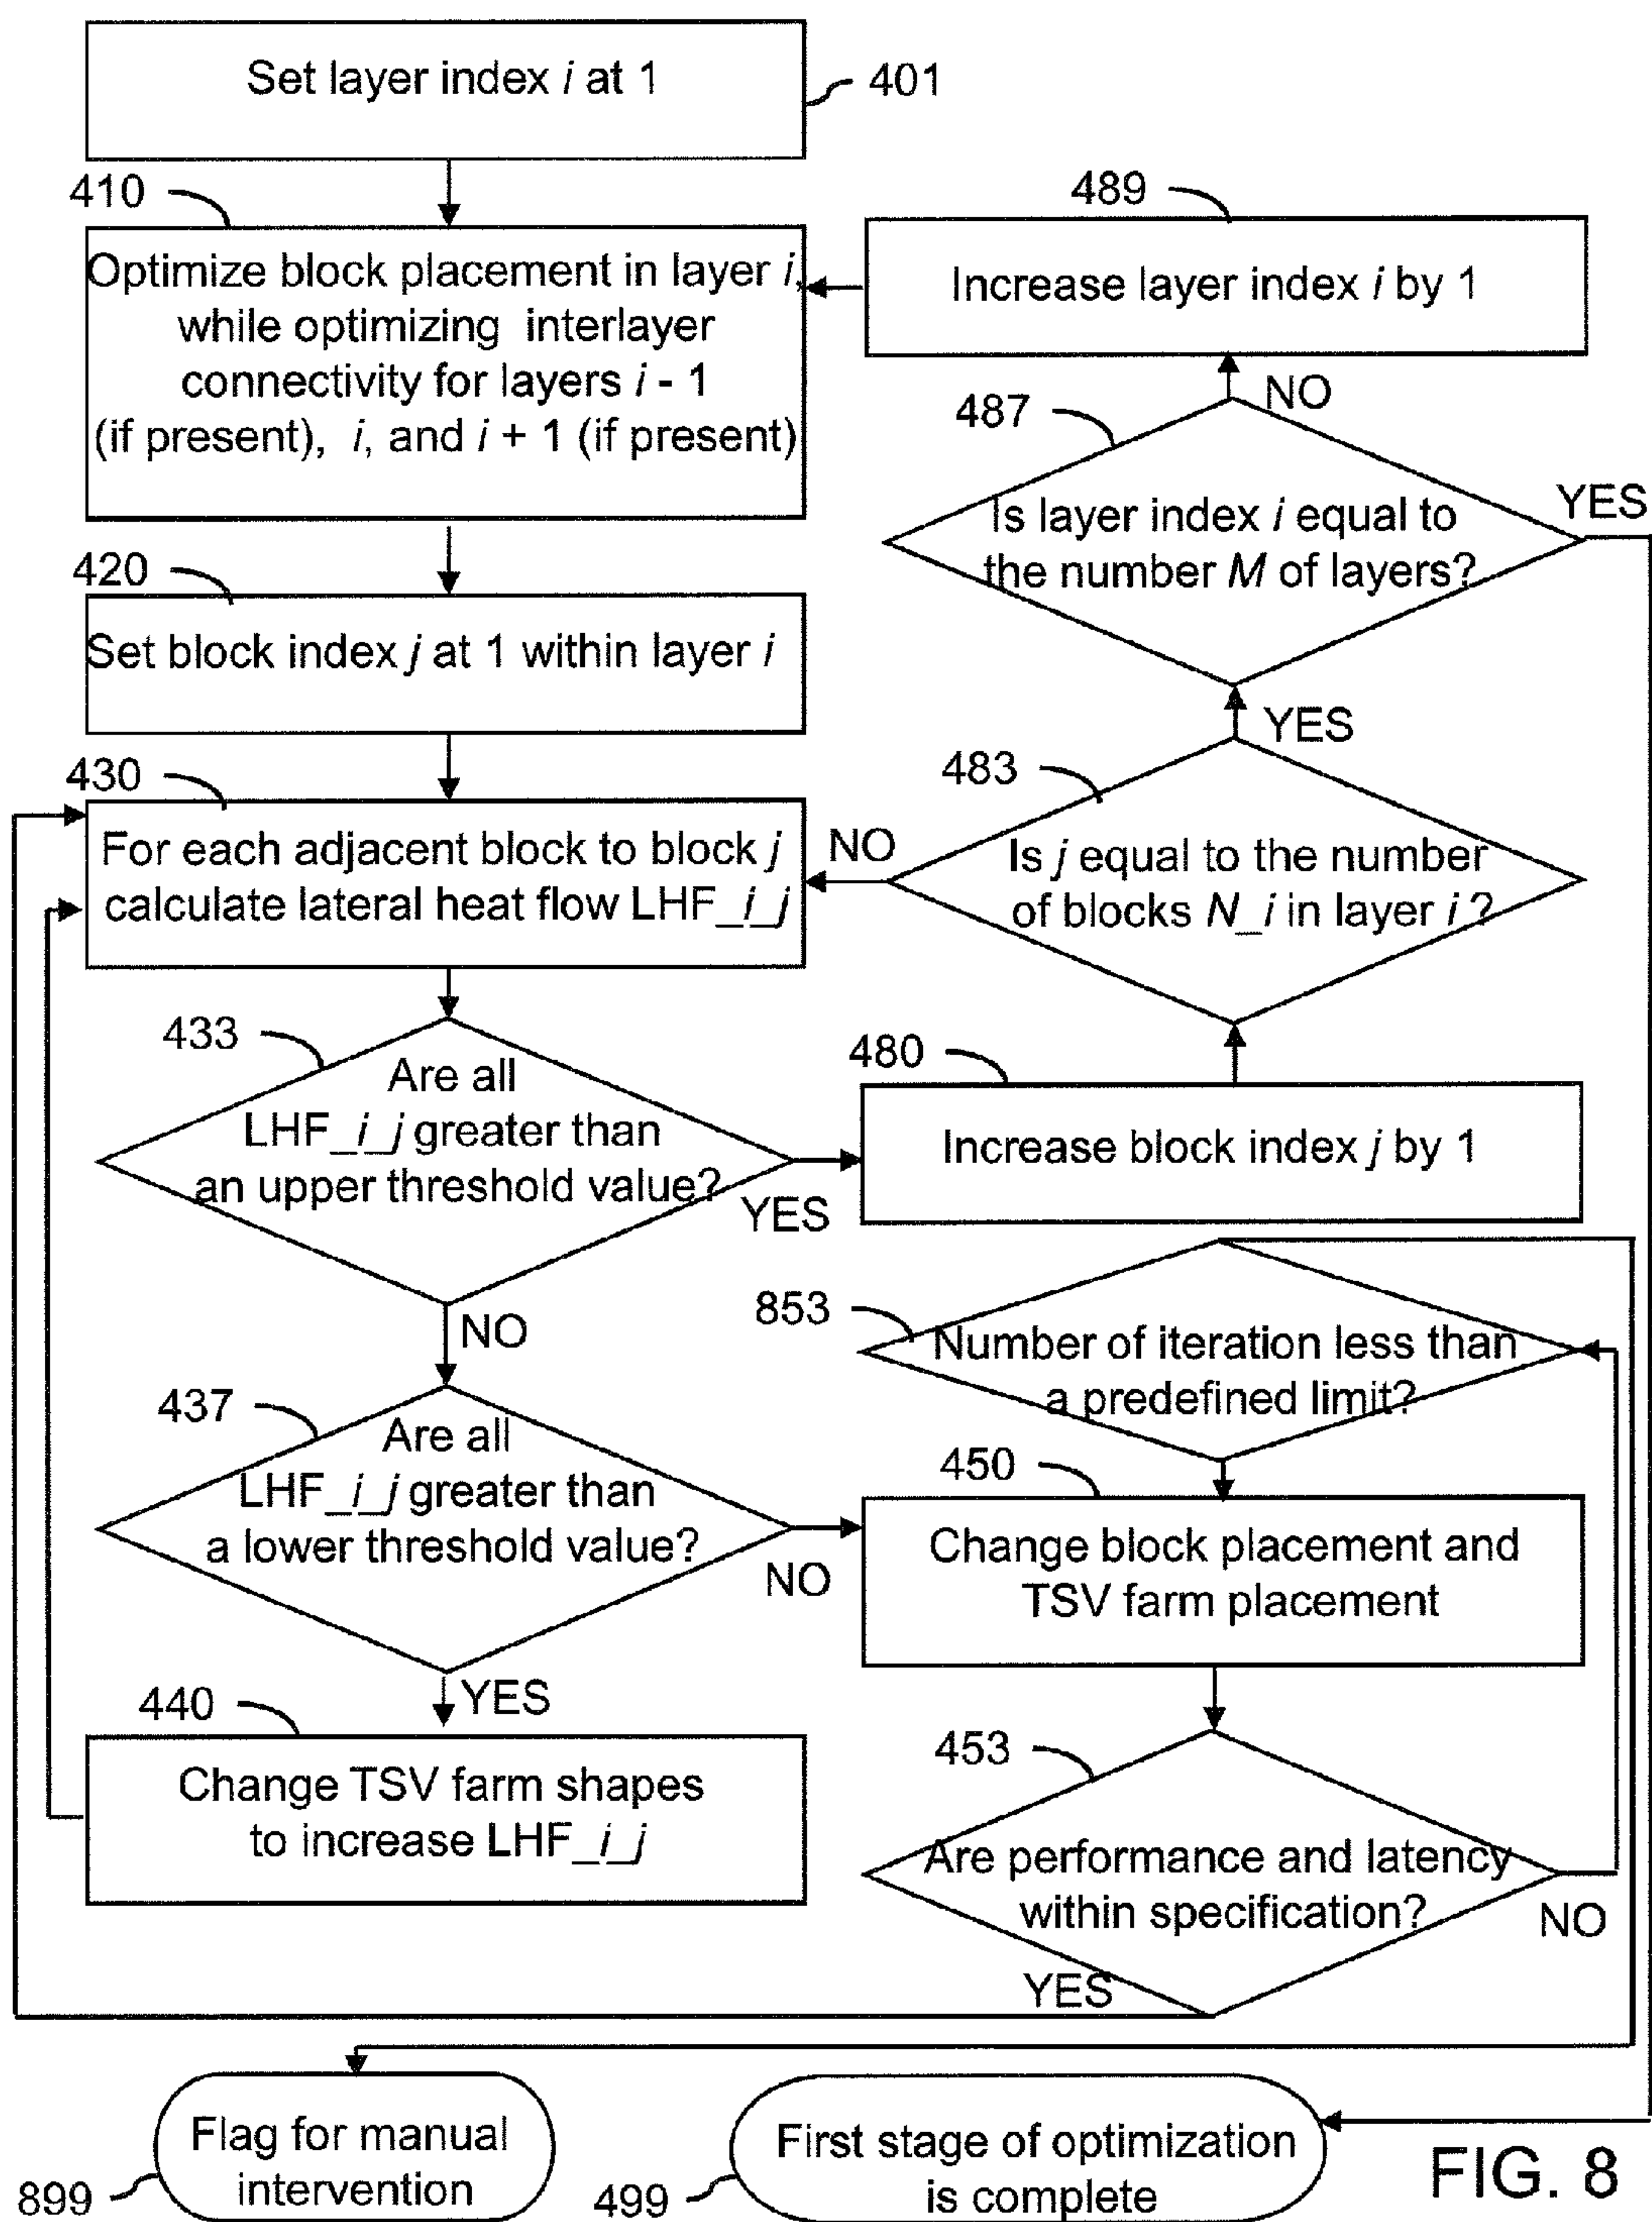 Set layer index i at 1
401
410
489
Optimize block placement in layer i,
while optimizing interlayer
connectivity for layers i - 1
(if present), i, and i + 1 (if present)
Increase layer index i by 1
NO
487
Is layer index i equal to
the number M of layers?
YES
420
Set block index j at 1 within layer i
YES
430
483
For each adjacent block to block j
calculate lateral heat flow LHF_i_j
NO
Is j equal to the number
of blocks N_i in layer i ?
433
Are all
LHF_i_j greater than
an upper threshold value?
YES
480
Increase block index j by 1
NO
853
Number of iteration less than
a predefined limit?
437
Are all
LHF_i_j greater than
a lower threshold value?
NO
450
Change block placement and
TSV farm placement
YES
440
Change TSV farm shapes
to increase LHF_i_j
453
Are performance and latency
within specification?
NO
YES
Flag for manual
intervention
899
First stage of optimization
is complete
499
FIG. 8